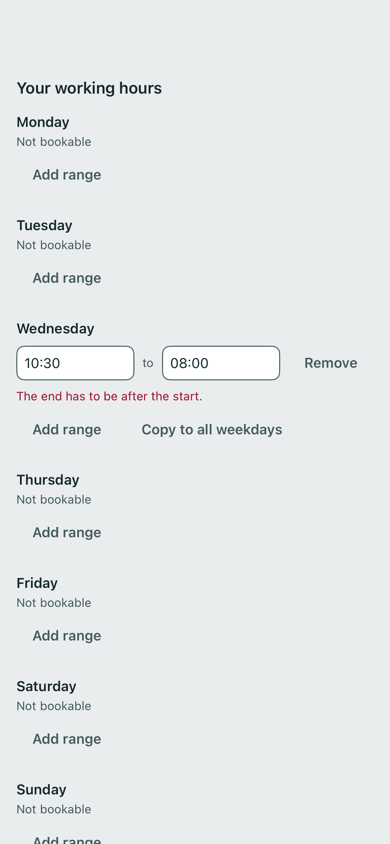 Your working hours
Monday
Not bookable
Add range
Tuesday
Not bookable
Add range
Wednesday
10:30 to 08:00 Remove
The end has to be after the start.
Add range Copy to all weekdays
Thursday
Not bookable
Add range
Friday
Not bookable
Add range
Saturday
Not bookable
Add range
Sunday
Not bookable
Add range